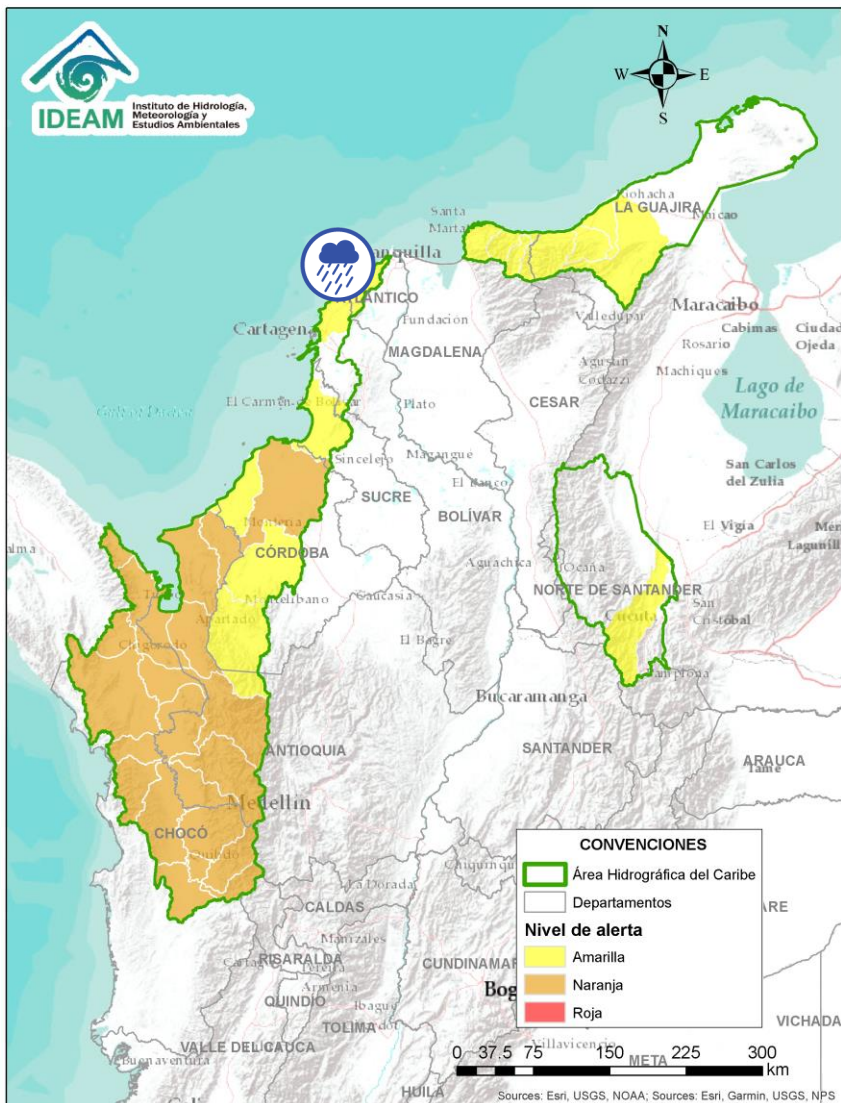 IDEAM
Instituto de Hidrología,
Meteorología y
Estudios Ambientales
N
W
E
S
Riohacha
LA GUAJIRA
Maicao
Santa
Marta
Cartagena
Fundación
MAGDALENA
Valledupar
Maracaibo
Cabimas
Ciudad
Ojeda
Rosario
Machiques
Agustín
Codazzi
CESAR
Lago de
Maracaibo
El Carmen de Bolívar
Plato
Sincelejo
Magangué
San Carlos
del Zulia
SUCRE
El Banco
BOLÍVAR
El Vigía
Montería
CÓRDOBA
Aguachica
Ocaña
NORTE DE SANTANDER
Montelíbano
Caucasia
San
Cristóbal
Cúcuta
Apartadó
Chigorodó
El Bagre
Pamplona
Bucaramanga
ANTIOQUIA
SANTANDER
ARAUCA
Tame
Medellín
CHOCÓ
Quibdó
La Dorada
CALDAS
Manizales
RISARALDA
Pereira
Armenia
QUINDÍO
Ibagué
TOLIMA
VALLE DEL CAUCA
Buenaventura
HUILA
Villavicencio
META
VICHADA
CONVENCIONES
Área Hidrográfica del Caribe
Departamentos
Nivel de alerta
Amarilla
Naranja
Roja
0 37.5 75 150 225 300
km
Sources: Esri, USGS, NOAA; Sources: Esri, Garmin, USGS, NPS